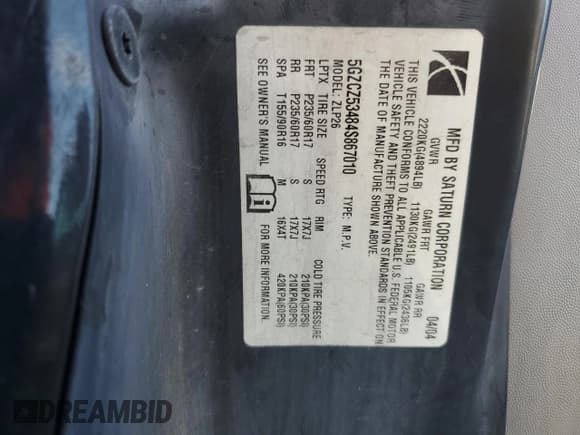 MFD BY SATURN CORPORATION 04/04
GVWR GAWR FRT GAWR RR
2220KG(4894LB) 1130KG(2491LB) 1105KG(2436LB)
THIS VEHICLE CONFORMS TO ALL APPLICABLE U.S. FEDERAL MOTOR
VEHICLE SAFETY AND THEFT PREVENTION STANDARDS IN EFFECT ON
THE DATE OF MANUFACTURE SHOWN ABOVE.
5GZCZ53484S867010 TYPE: M.P.V.
MODEL: ZLP26
LPTX TIRE SIZE SPEED RTG RIM COLD TIRE PRESSURE
FRT P235/60R17 S 17X7J 210KPA(30PSI)
RR P235/60R17 S 17X7J 210KPA(30PSI)
SPA T155/90R16 M 16X4T 420KPA(60PSI)
SEE OWNER'S MANUAL FOR MORE INFORMATION
DREAMBID